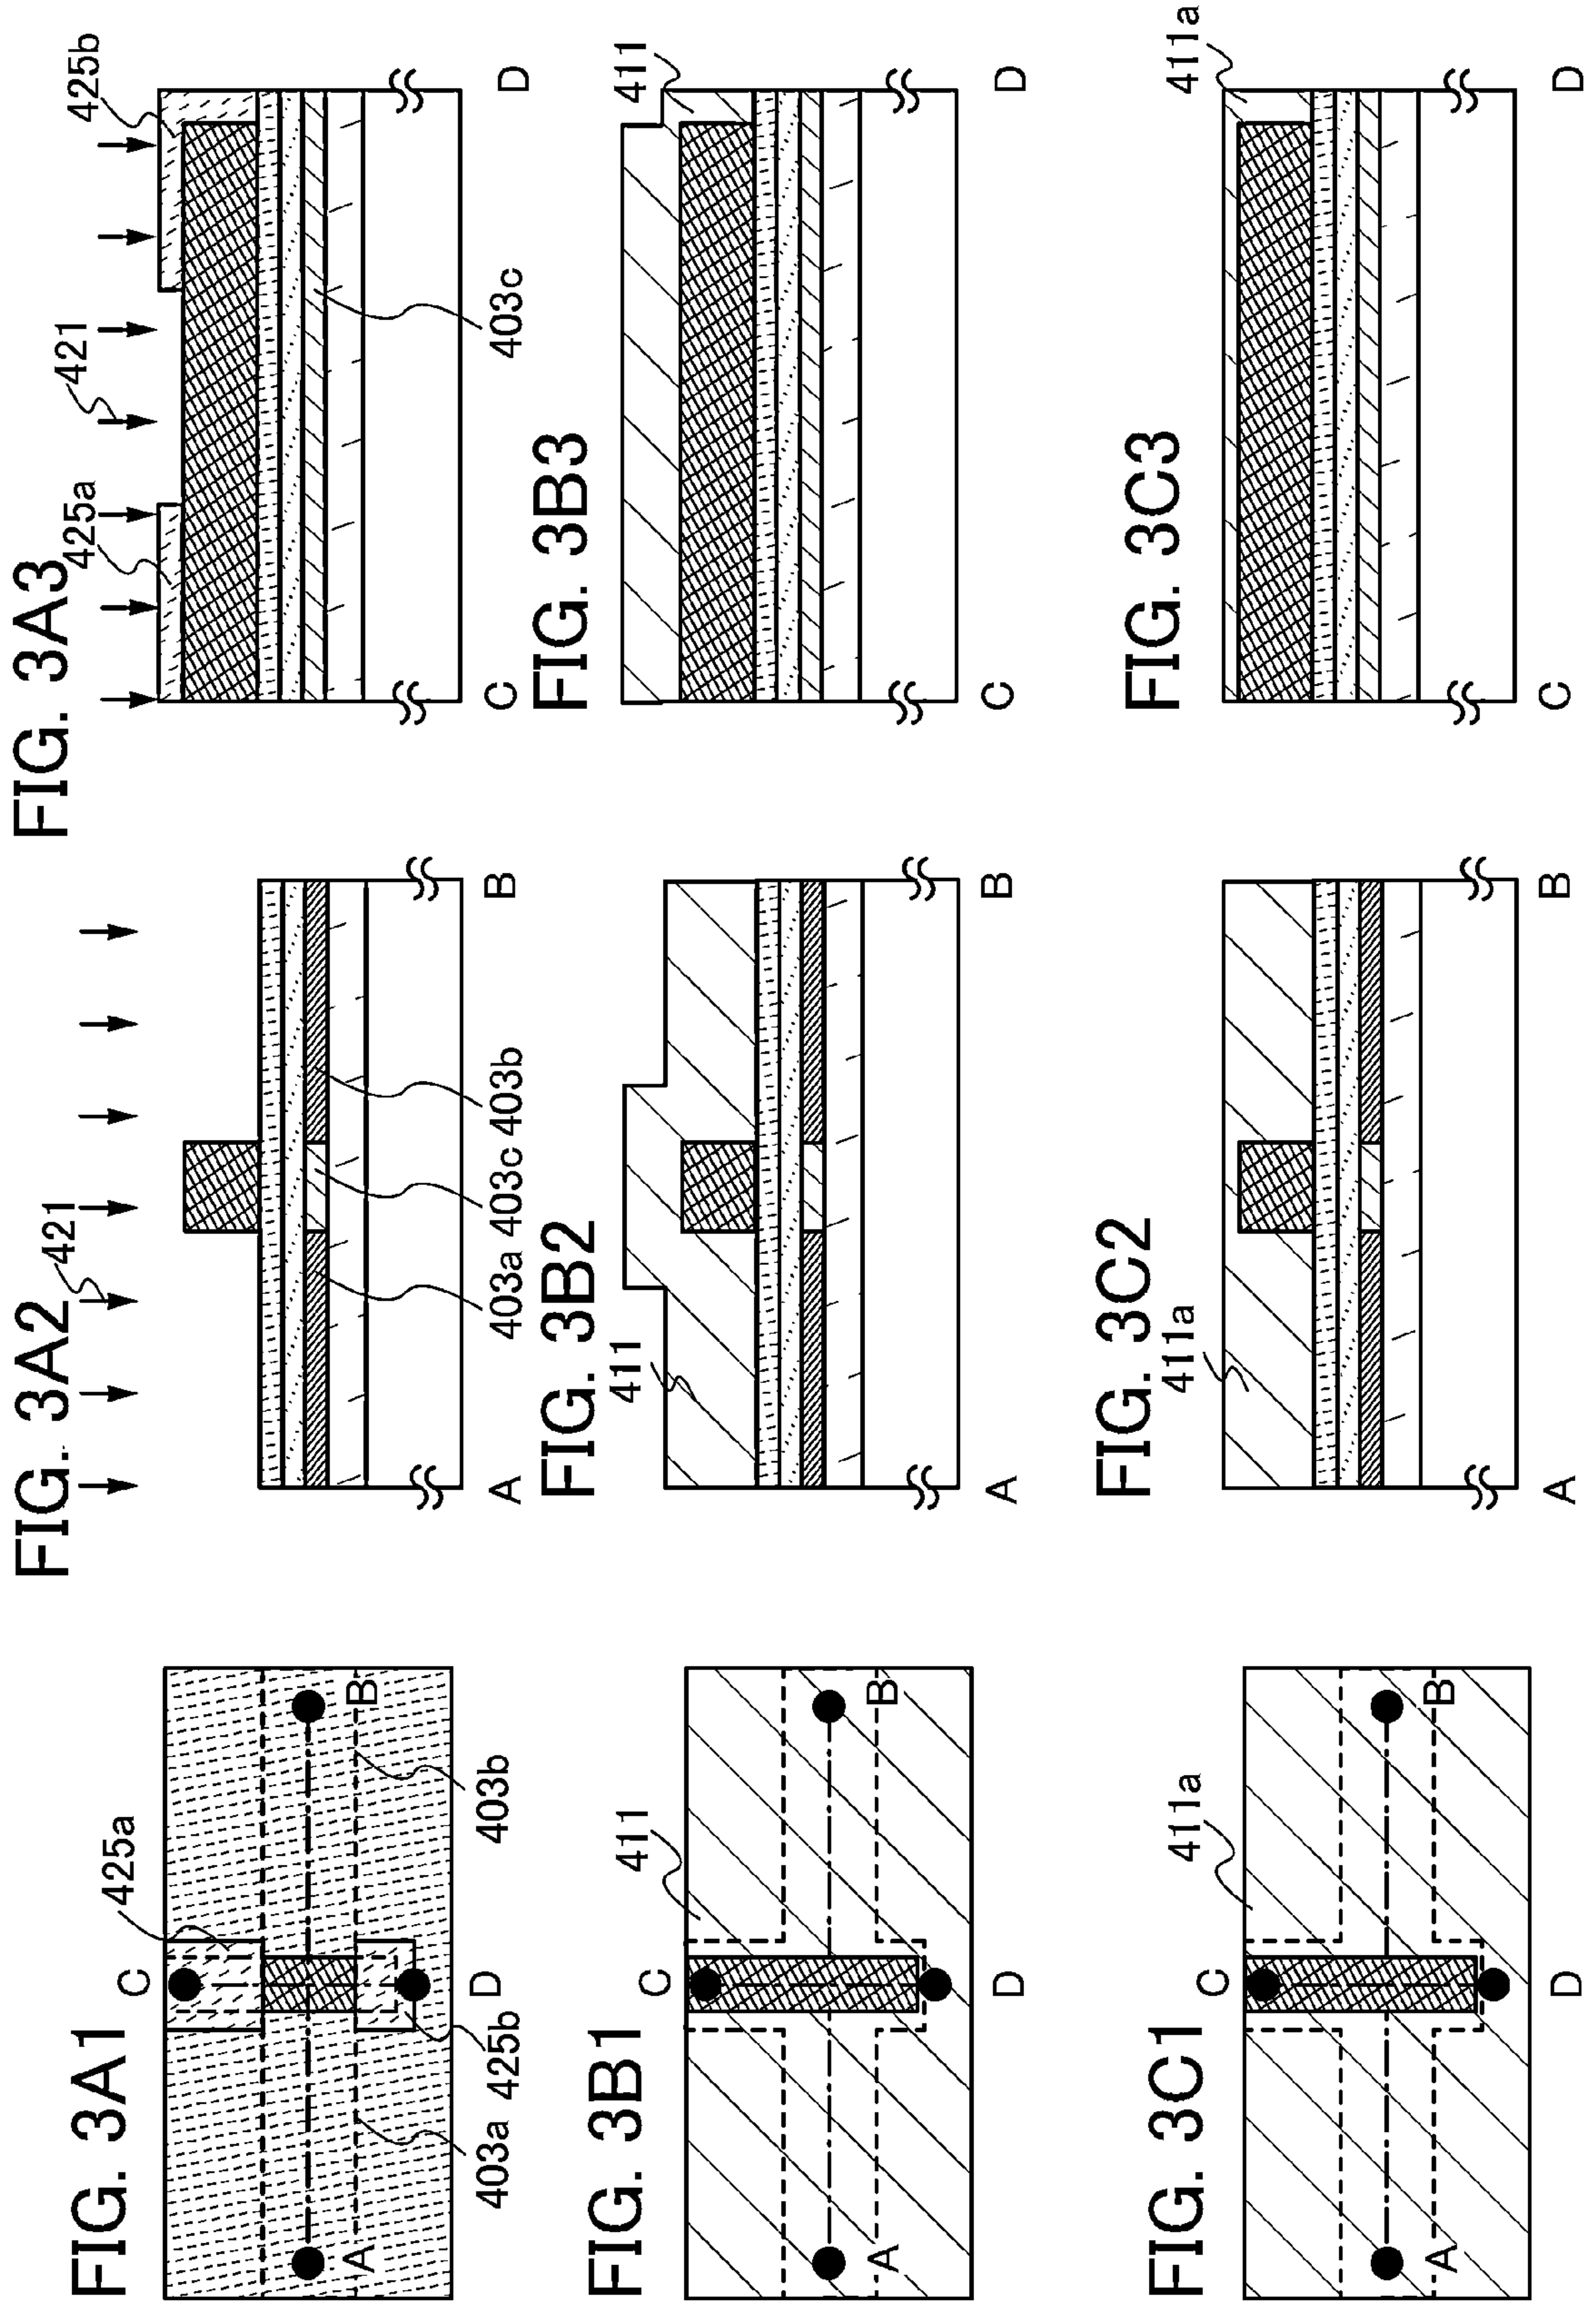 FIG. 3A1
C
425a
A
B
403a
425b
D
403b
FIG. 3A2
421
403a
403c
403b
A
B
FIG. 3A3
425a
421
425b
403c
C
D
FIG. 3B1
C
411
A
B
D
FIG. 3B2
411
A
B
FIG. 3B3
411
C
D
FIG. 3C1
C
411a
A
B
D
FIG. 3C2
411a
A
B
FIG. 3C3
411a
C
D